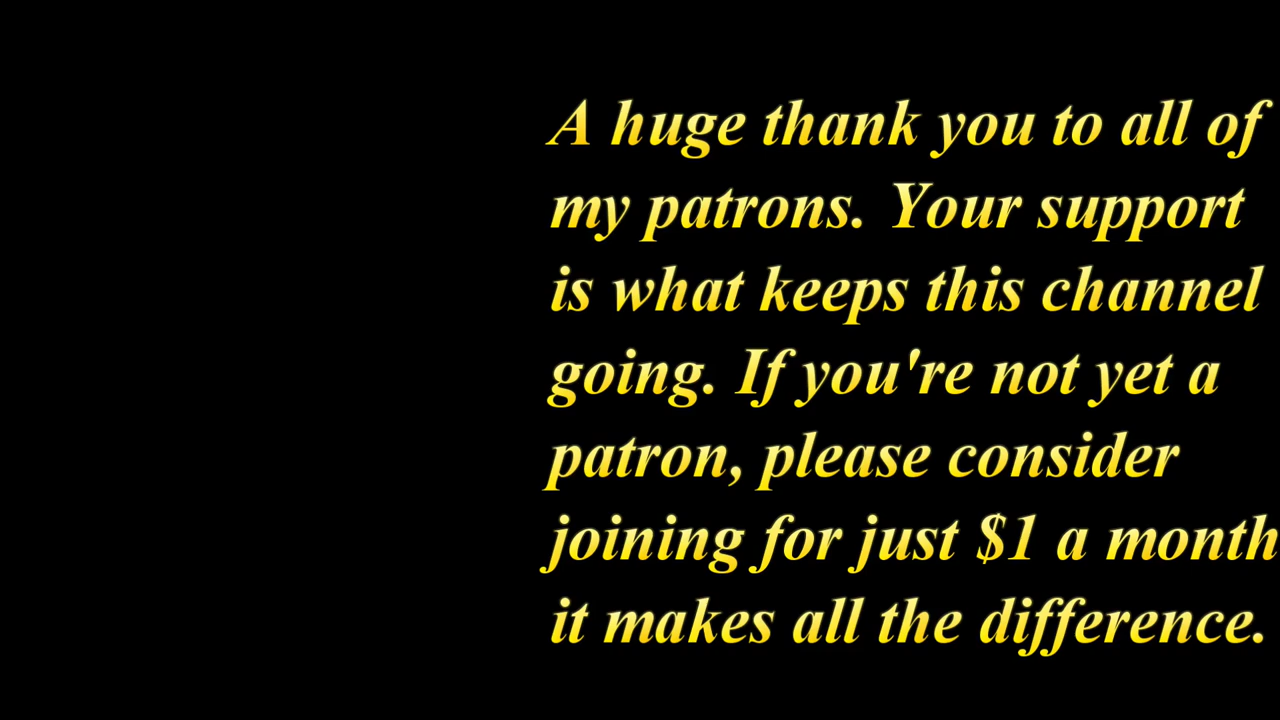 A huge thank you to all of
my patrons. Your support
is what keeps this channel
going. If you're not yet a
patron, please consider
joining for just $1 a month
it makes all the difference.